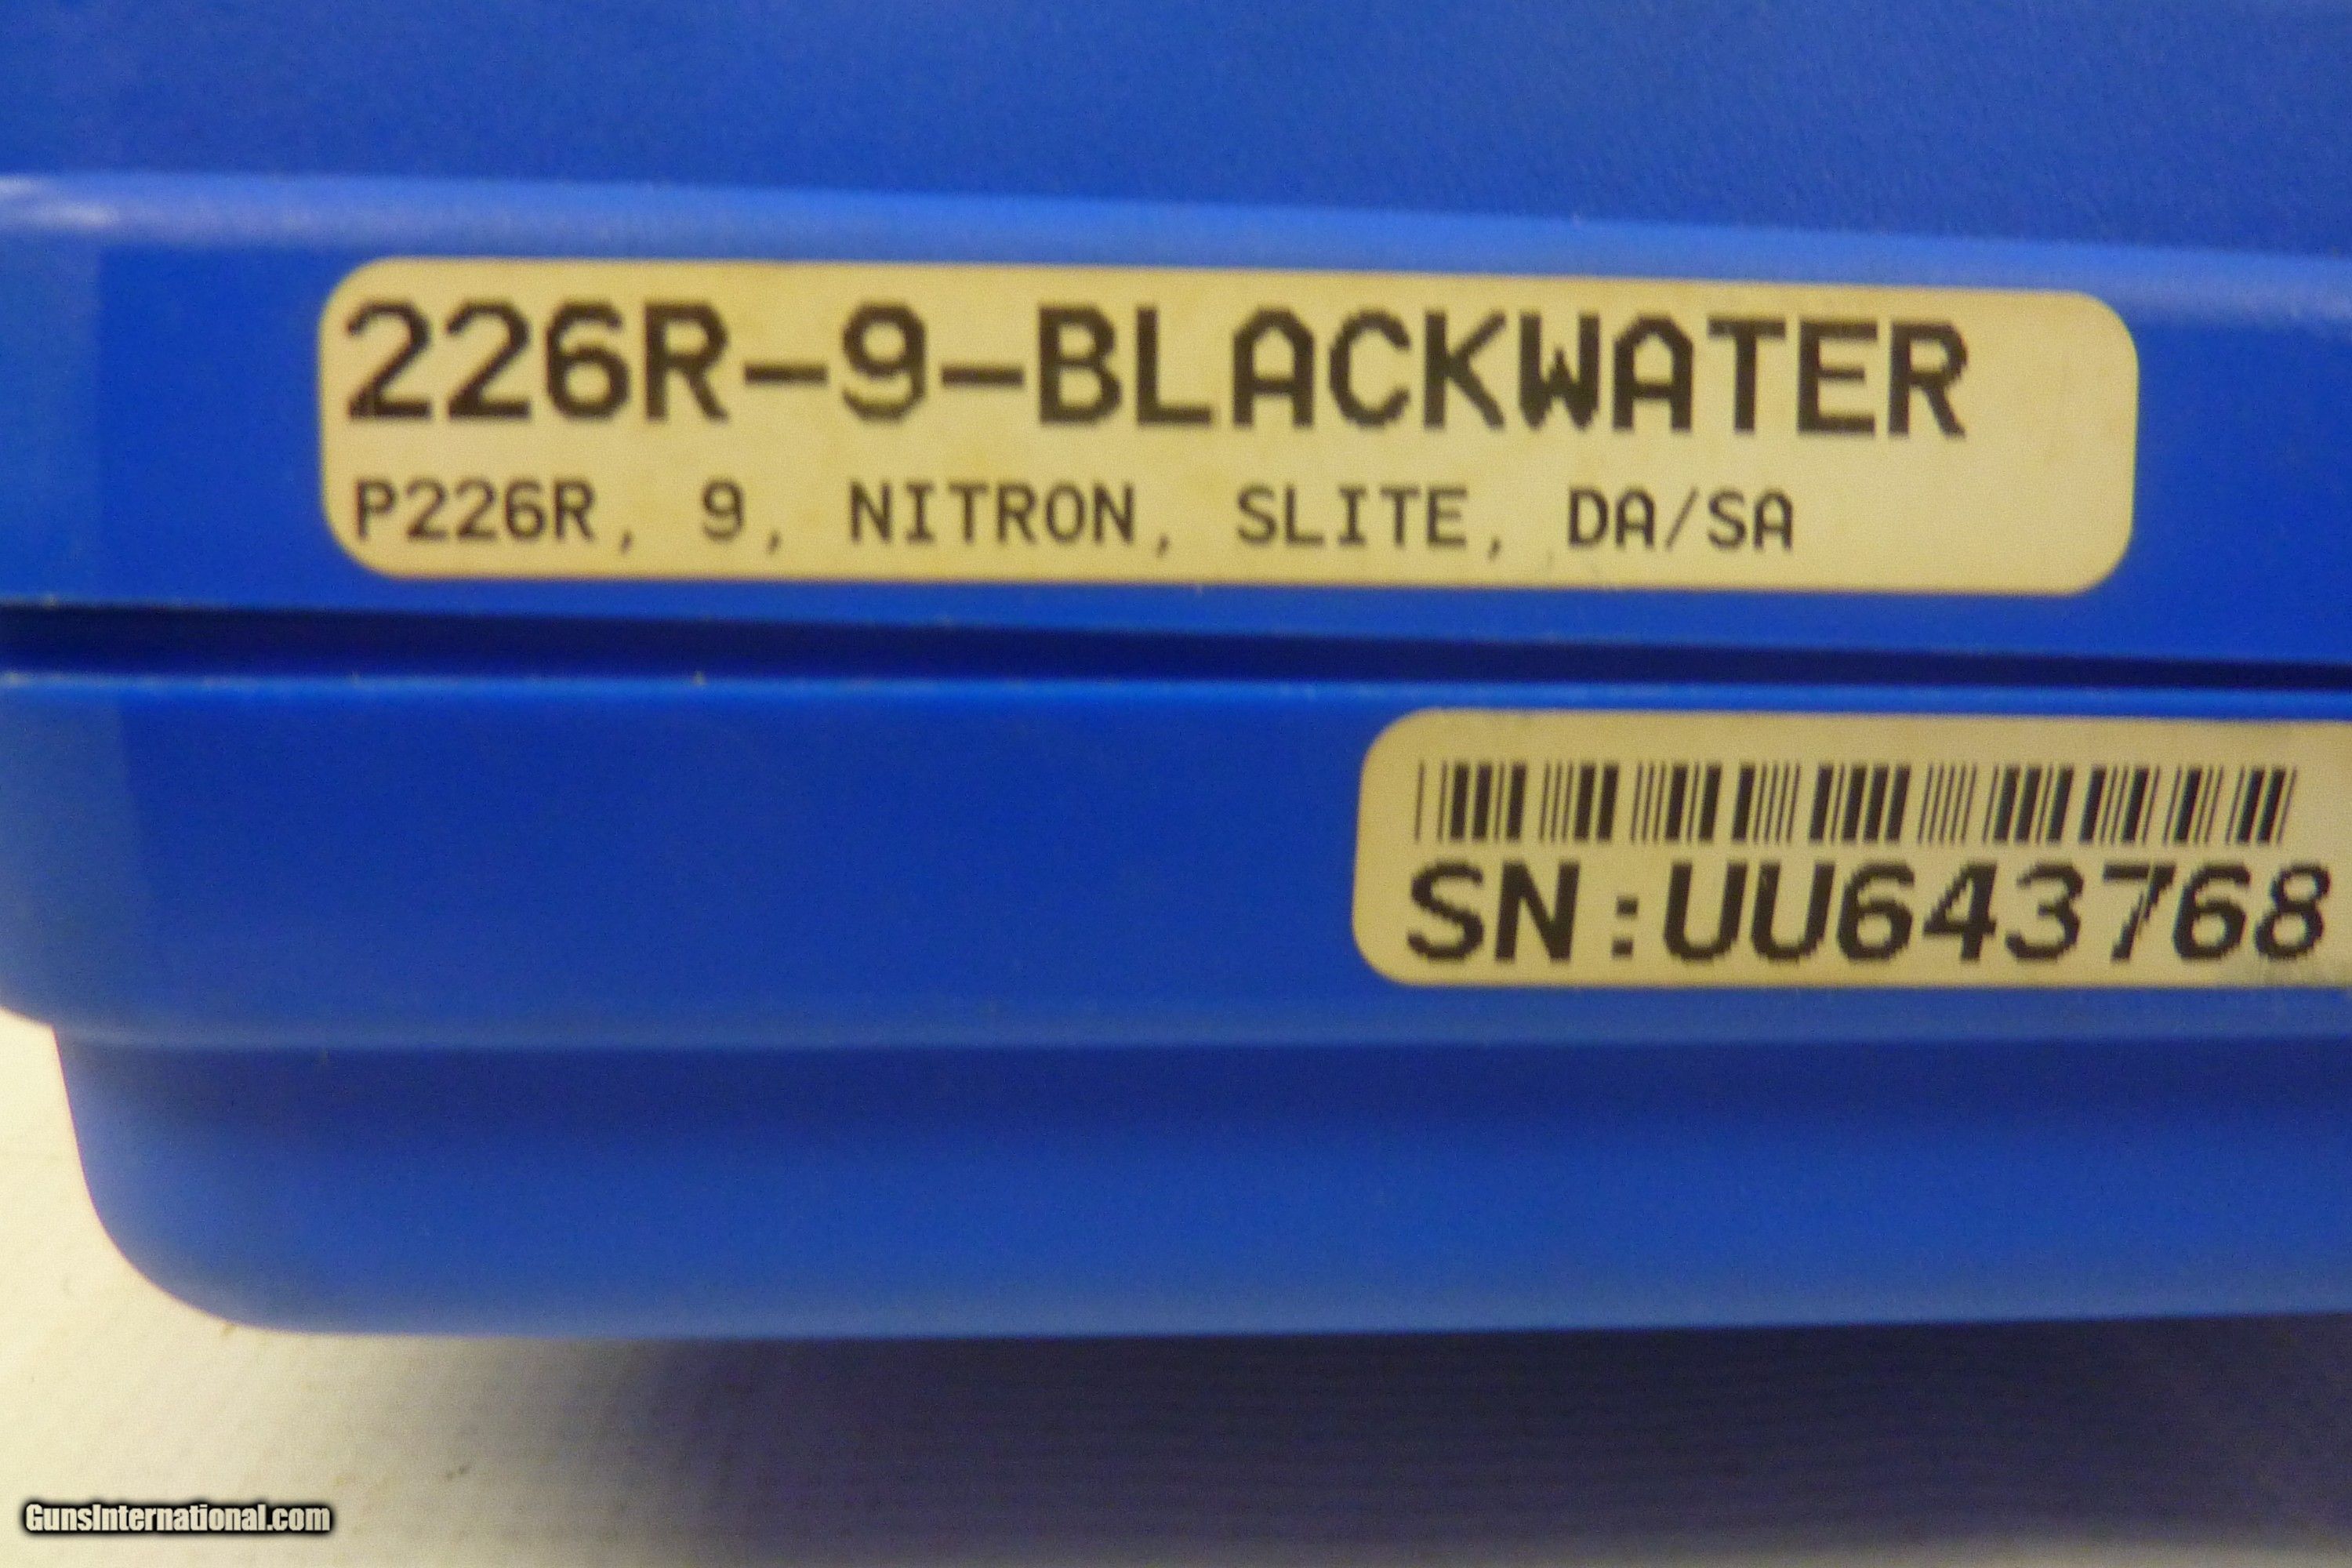 226R-9-BLACKWATER
P226R, 9, NITRON, SLITE, DA/SA
SN:UU643768
GunsInternational.com